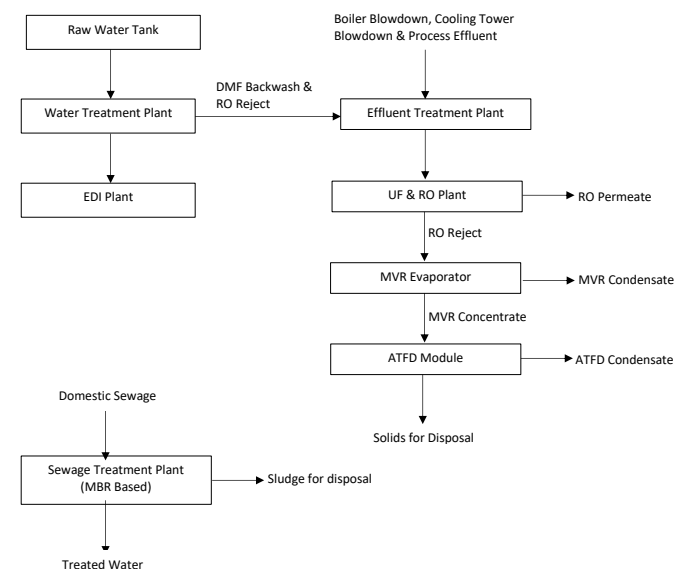 Raw Water Tank
Boiler Blowdown, Cooling Tower
Blowdown & Process Effluent
DMF Backwash &
RO Reject
Water Treatment Plant
Effluent Treatment Plant
EDI Plant
UF & RO Plant
RO Permeate
RO Reject
MVR Evaporator
MVR Condensate
MVR Concentrate
ATFD Module
ATFD Condensate
Solids for Disposal
Domestic Sewage
Sewage Treatment Plant
(MBR Based)
Sludge for disposal
Treated Water